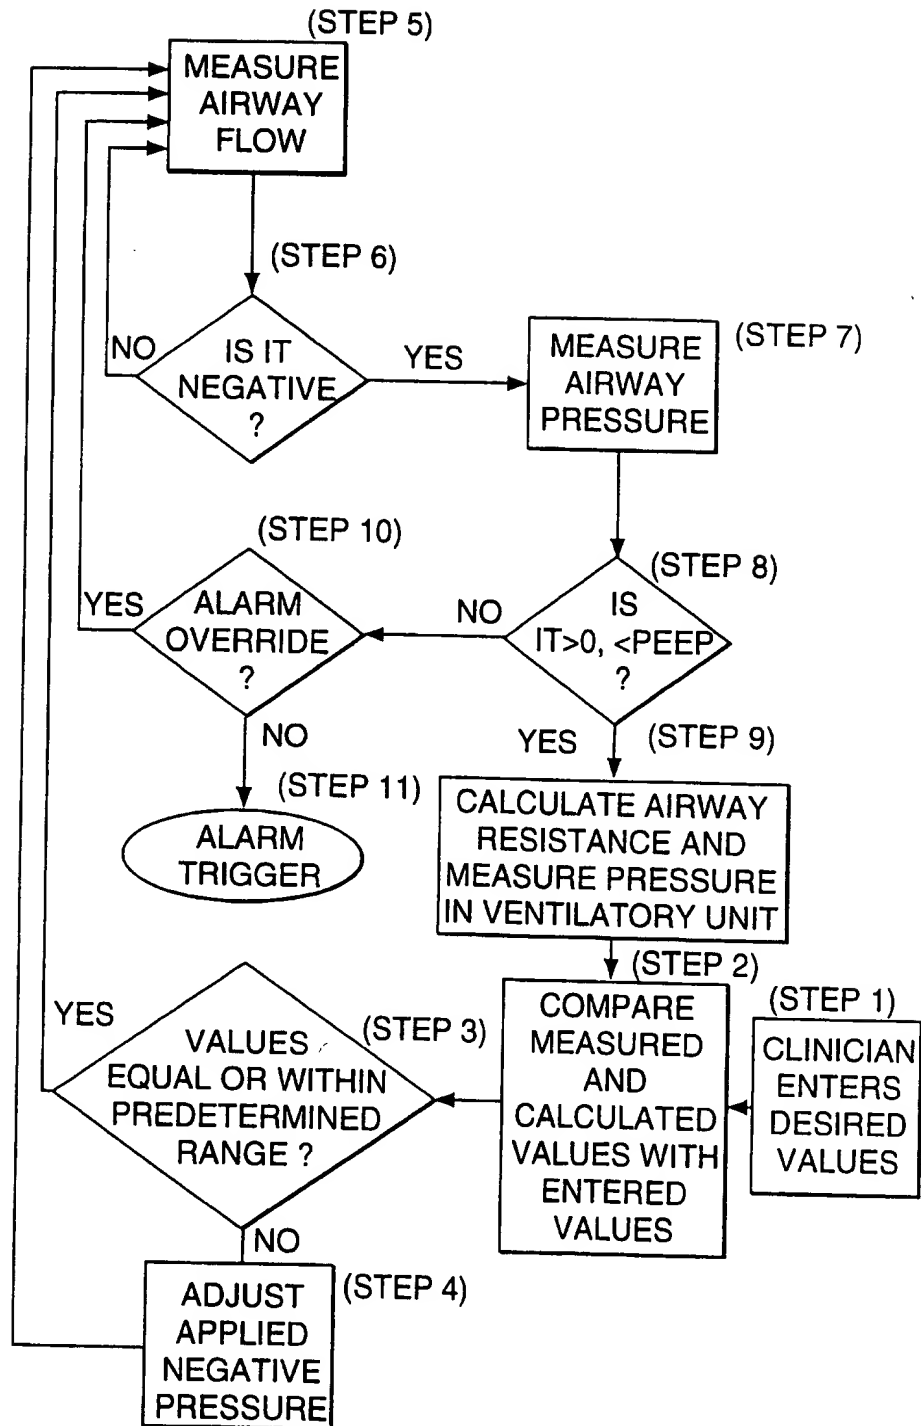 (STEP 5)
MEASURE
AIRWAY
FLOW
(STEP 6)
NO
IS IT
NEGATIVE
?
YES
(STEP 7)
MEASURE
AIRWAY
PRESSURE
(STEP 8)
IS
IT>0, <PEEP
?
NO
(STEP 10)
YES
ALARM
OVERRIDE
?
NO
(STEP 11)
ALARM
TRIGGER
YES
(STEP 9)
CALCULATE AIRWAY
RESISTANCE AND
MEASURE PRESSURE
IN VENTILATORY UNIT
(STEP 2)
COMPARE
MEASURED
AND
CALCULATED
VALUES WITH
ENTERED
VALUES
(STEP 1)
CLINICIAN
ENTERS
DESIRED
VALUES
(STEP 3)
YES
VALUES
EQUAL OR WITHIN
PREDETERMINED
RANGE ?
NO
(STEP 4)
ADJUST
APPLIED
NEGATIVE
PRESSURE